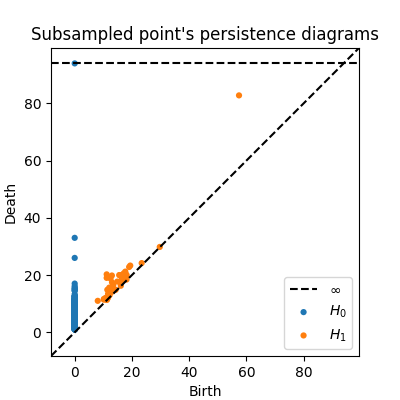 Subsampled point's persistence diagrams
Death
80
60
40
20
0
0 20 40 60 80
Birth
∞
H₀
H₁